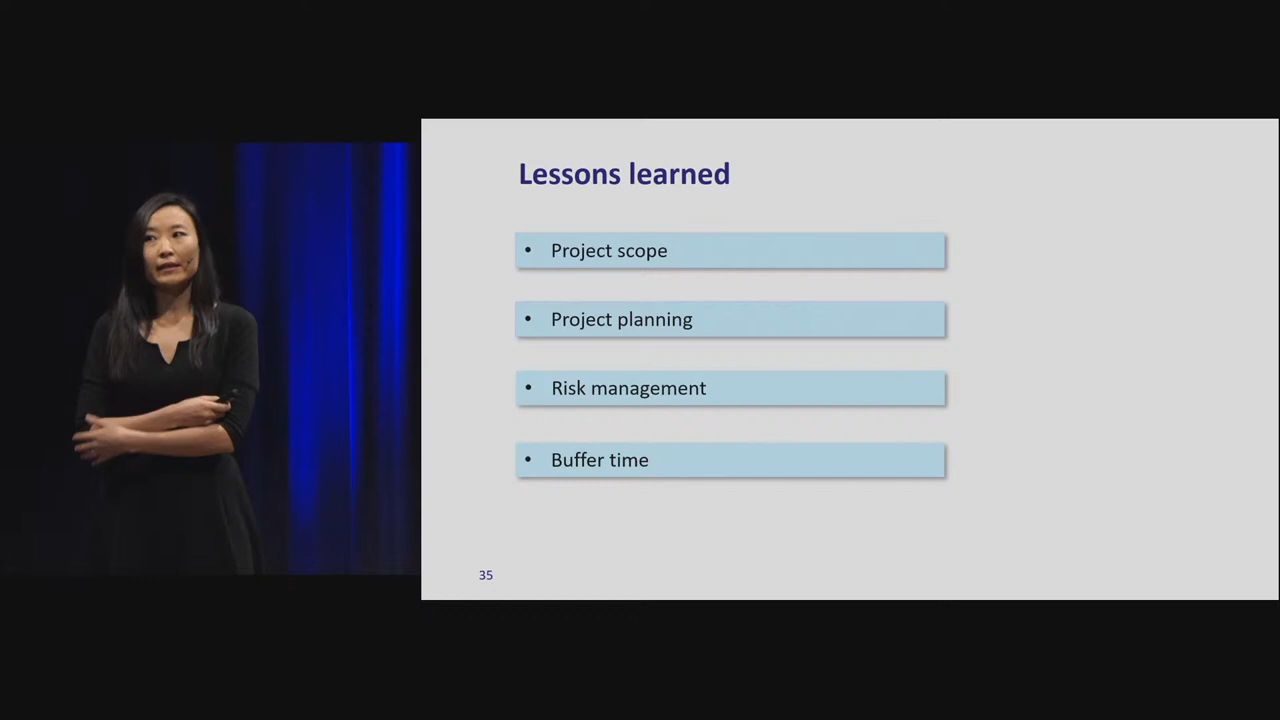 Lessons learned
• Project scope
• Project planning
• Risk management
• Buffer time
35